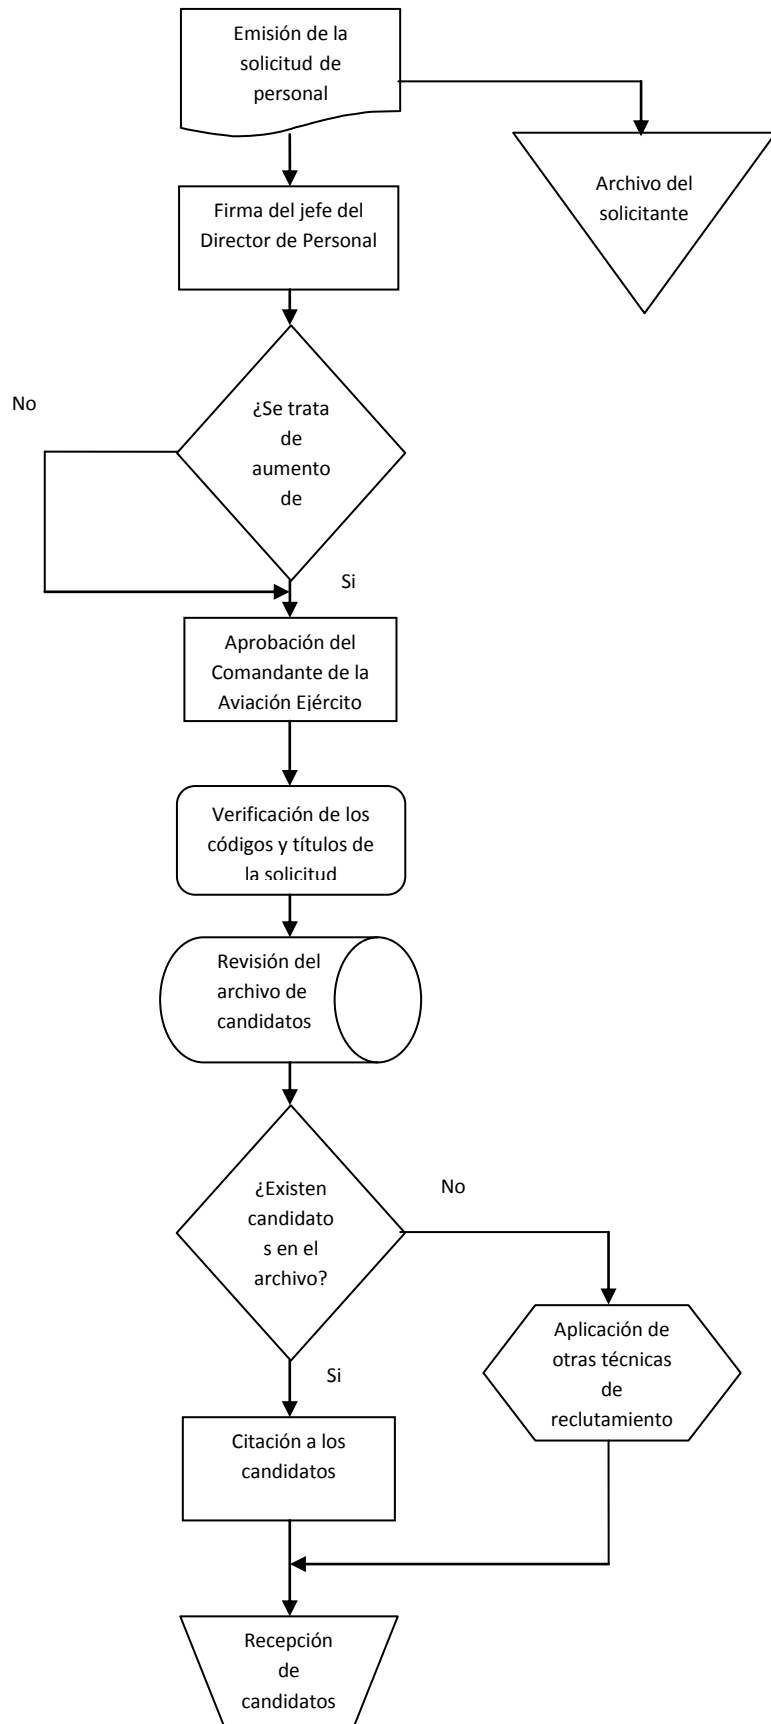 Emisión de la
solicitud de
personal
Archivo del
solicitante
Firma del jefe del
Director de Personal
No
¿Se trata
de
aumento
de
Si
Aprobación del
Comandante de la
Aviación Ejército
Verificación de los
códigos y títulos de
la solicitud
Revisión del
archivo de
candidatos
¿Existen
candidato
s en el
archivo?
No
Aplicación de
otras técnicas
de
reclutamiento
Si
Citación a los
candidatos
Recepción
de
candidatos